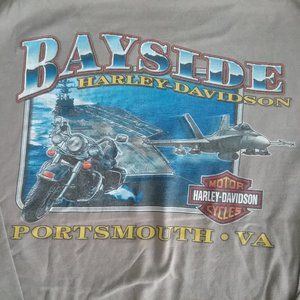 BAYSIDE
HARLEY-DAVIDSON
MOTOR
HARLEY-DAVIDSON
CYCLES
PORTSMOUTH • VA